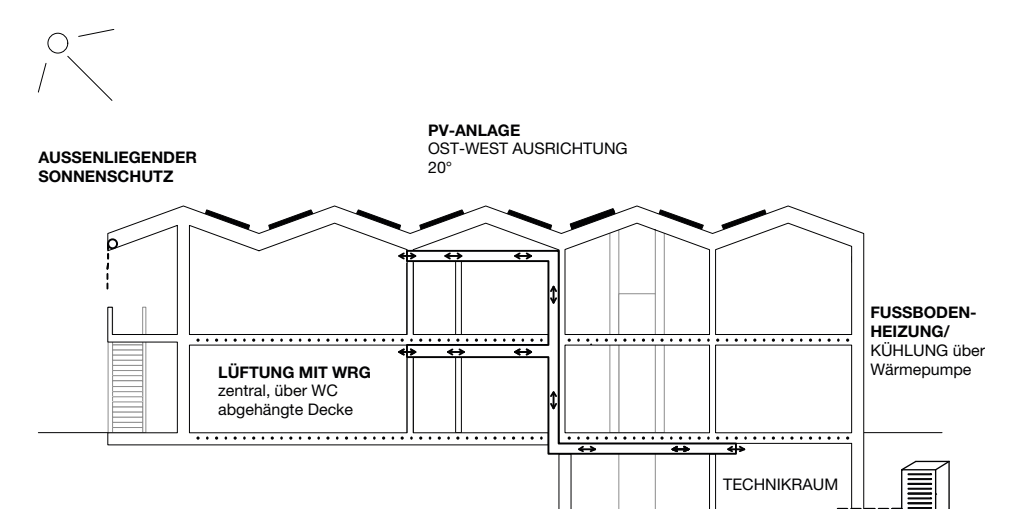 PV-ANLAGE
OST-WEST AUSRICHTUNG
20°
AUSSENLIEGENDER
SONNENSCHUTZ
FUSSBODEN-
HEIZUNG/
KÜHLUNG über
Wärmepumpe
LÜFTUNG MIT WRG
zentral, über WC
abgehängte Decke
TECHNIKRAUM